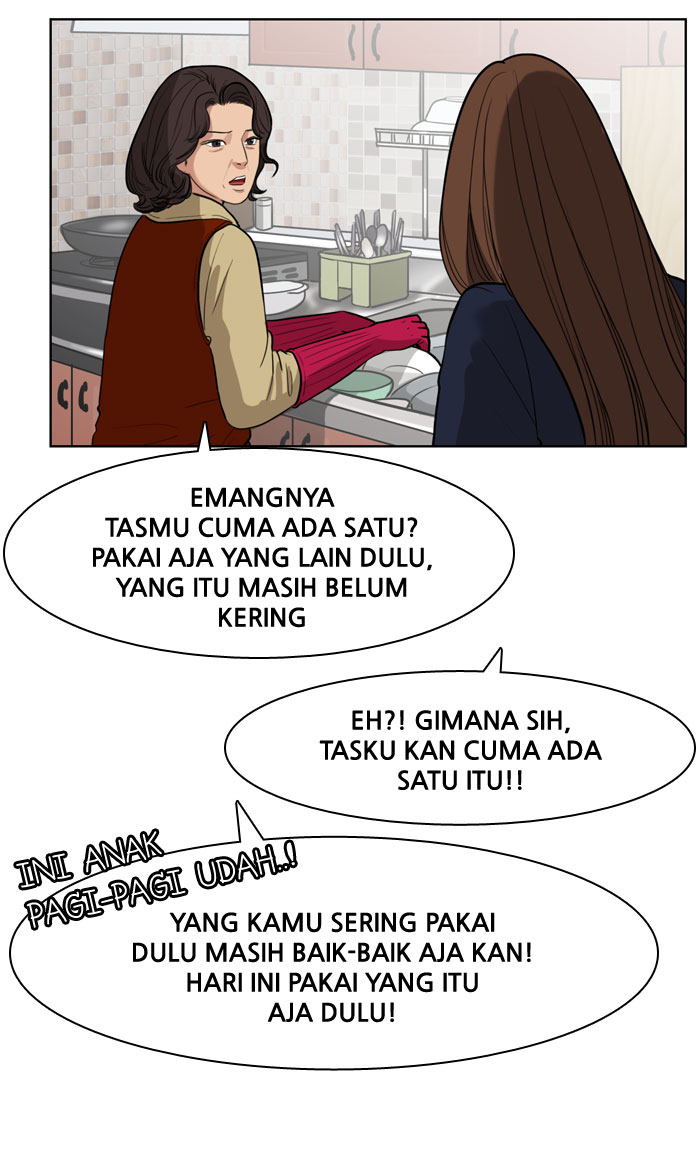 EMANGNYA
TASMU CUMA ADA SATU?
PAKAI AJA YANG LAIN DULU,
YANG ITU MASIH BELUM
KERING
EH?! GIMANA SIH,
TASKU KAN CUMA ADA
SATU ITU!!
INI ANAK
PAGI-PAGI UDAH..!
YANG KAMU SERING PAKAI
DULU MASIH BAIK-BAIK AJA KAN!
HARI INI PAKAI YANG ITU
AJA DULU!